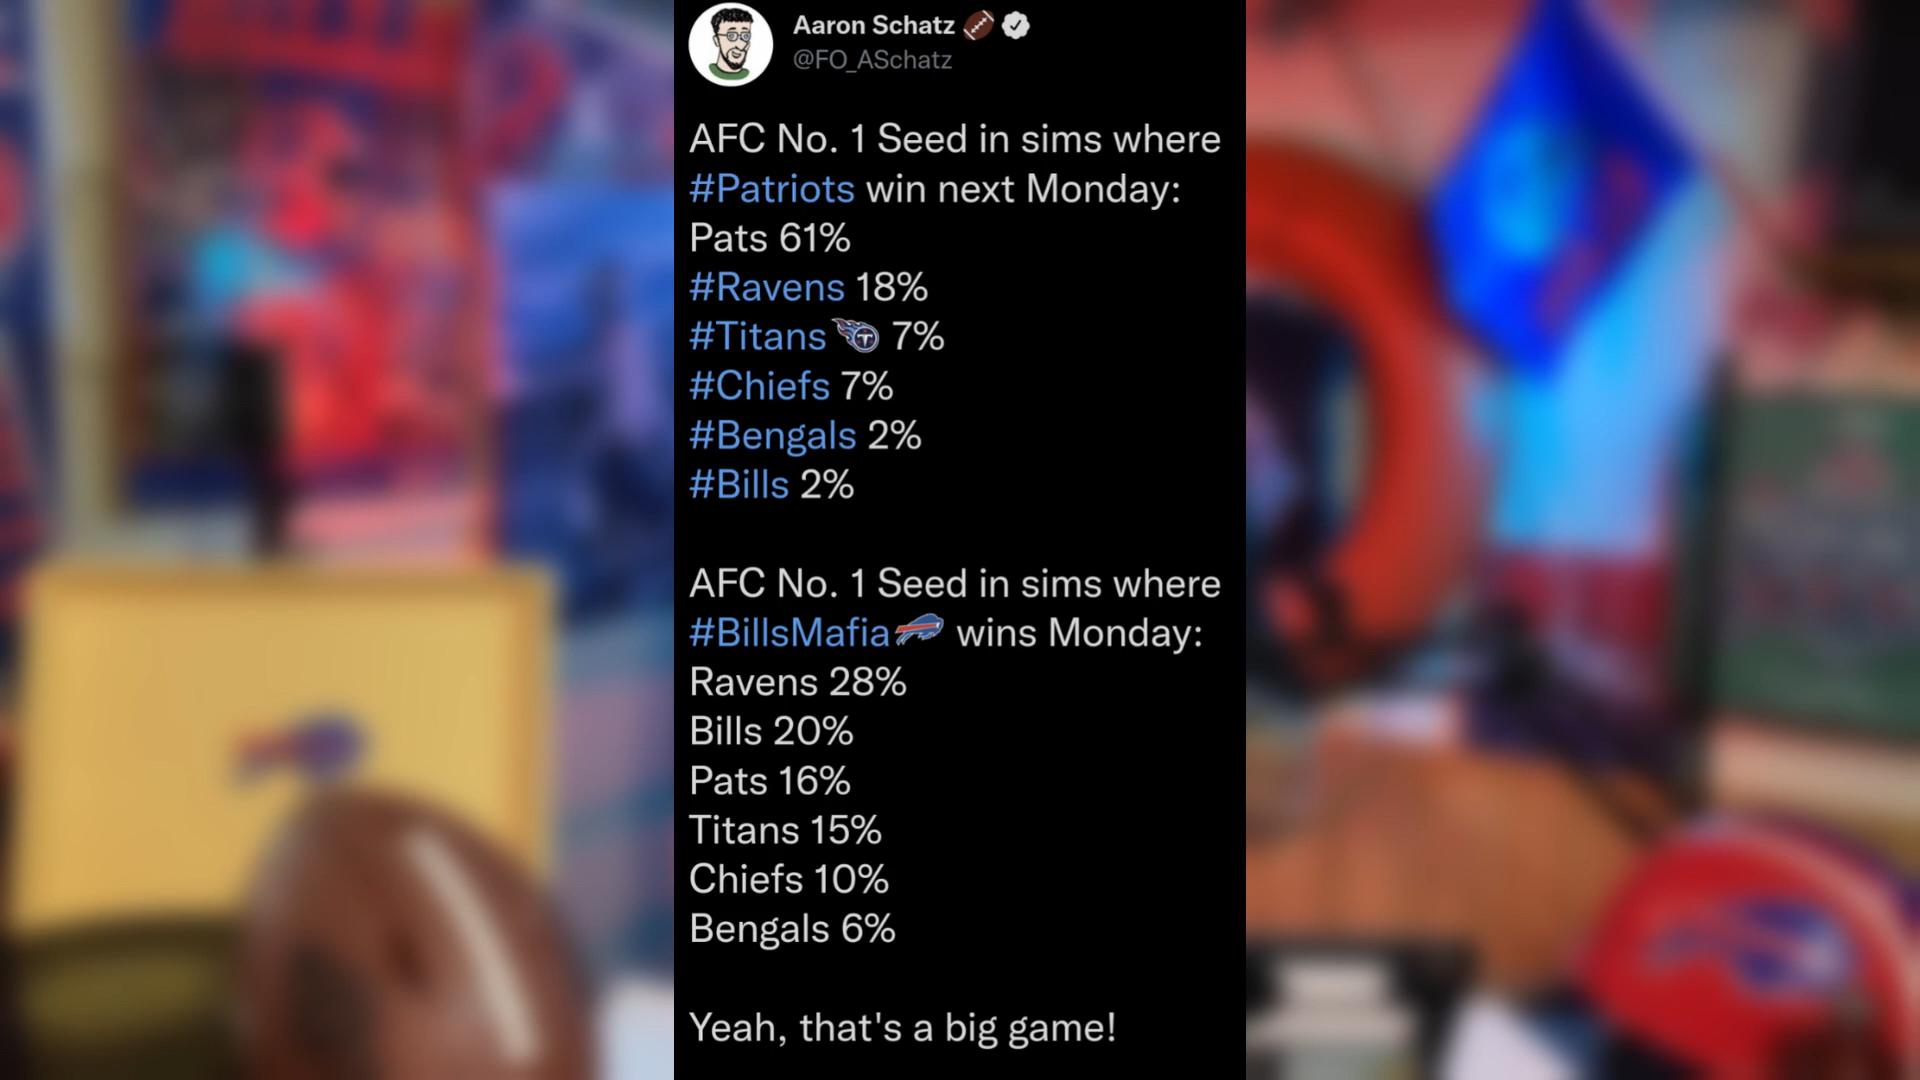 Aaron Schatz 🏈
@FO_ASchatz
AFC No. 1 Seed in sims where
#Patriots win next Monday:
Pats 61%
#Ravens 18%
#Titans 7%
#Chiefs 7%
#Bengals 2%
#Bills 2%
AFC No. 1 Seed in sims where
#BillsMafia wins Monday:
Ravens 28%
Bills 20%
Pats 16%
Titans 15%
Chiefs 10%
Bengals 6%
Yeah, that's a big game!